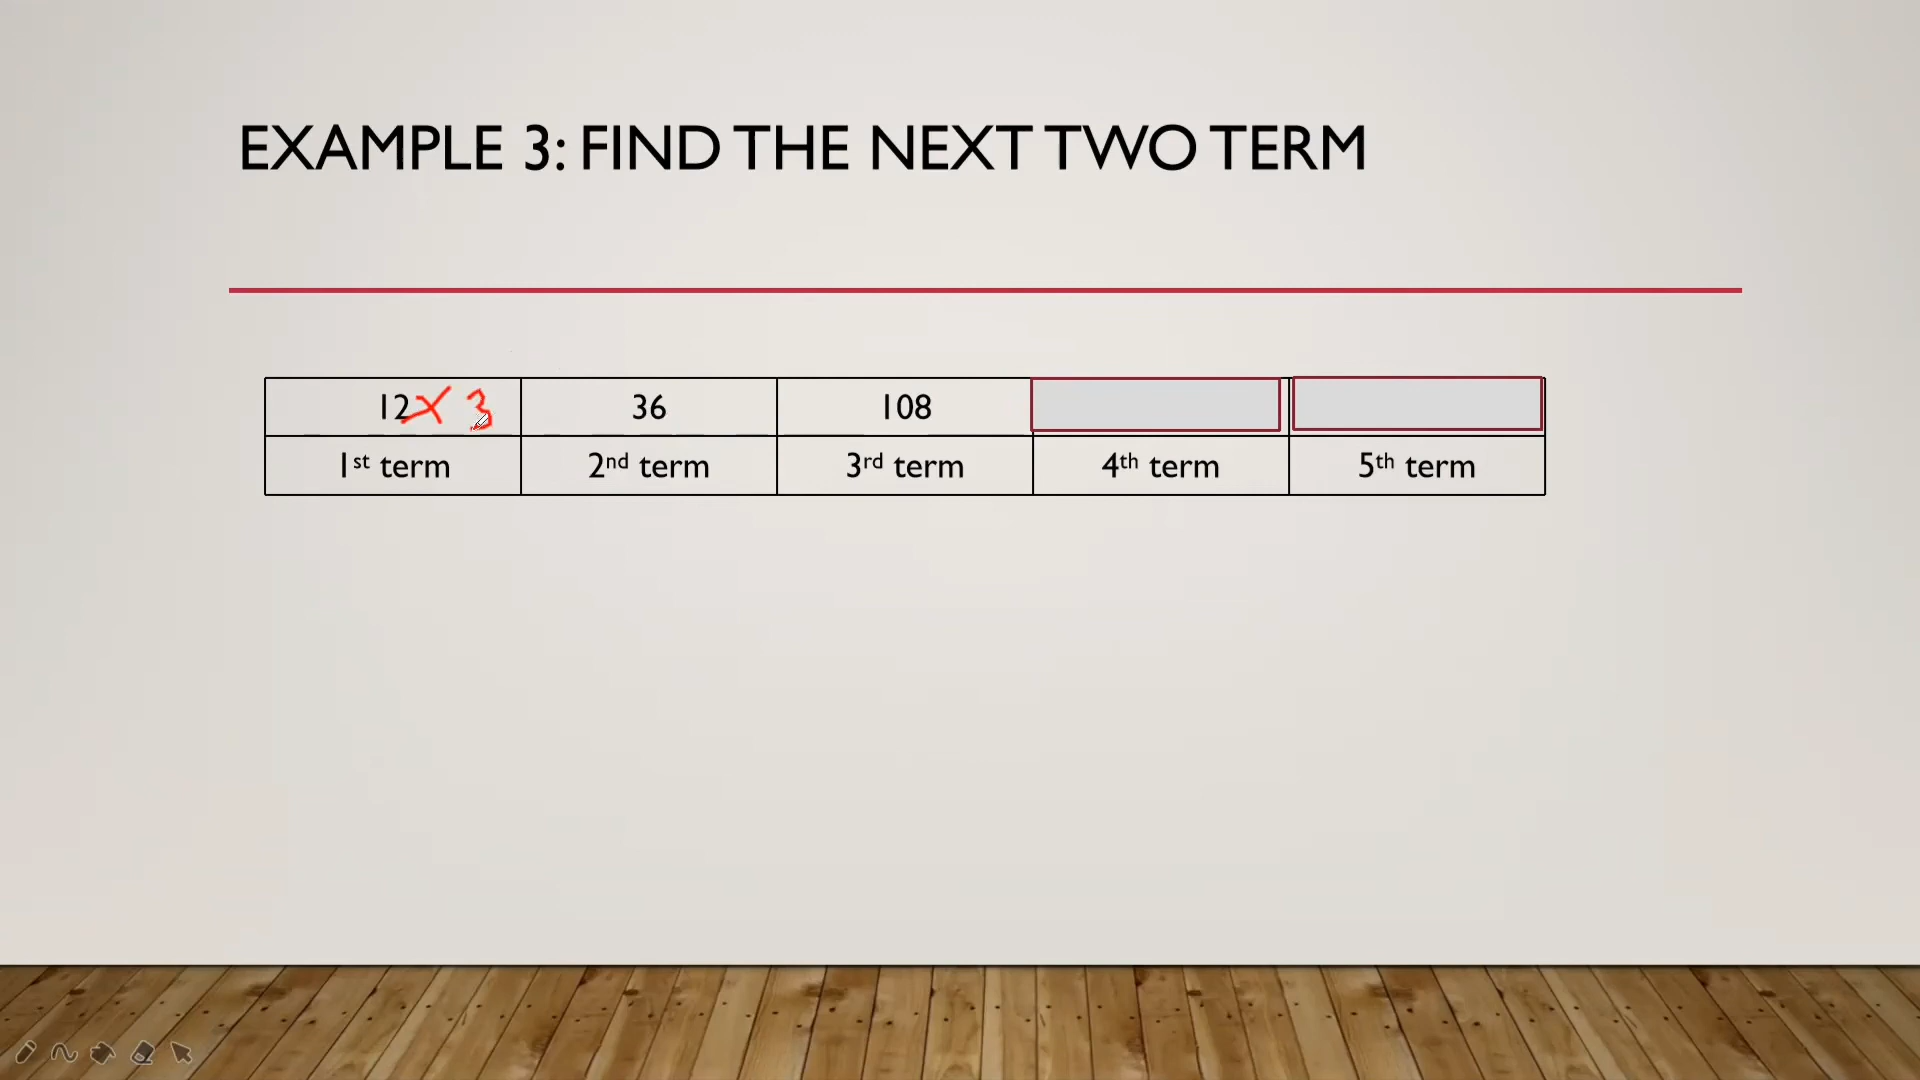 EXAMPLE 3: FIND THE NEXT TWO TERM
12 × 3 36 108
1st term 2nd term 3rd term 4th term 5th term